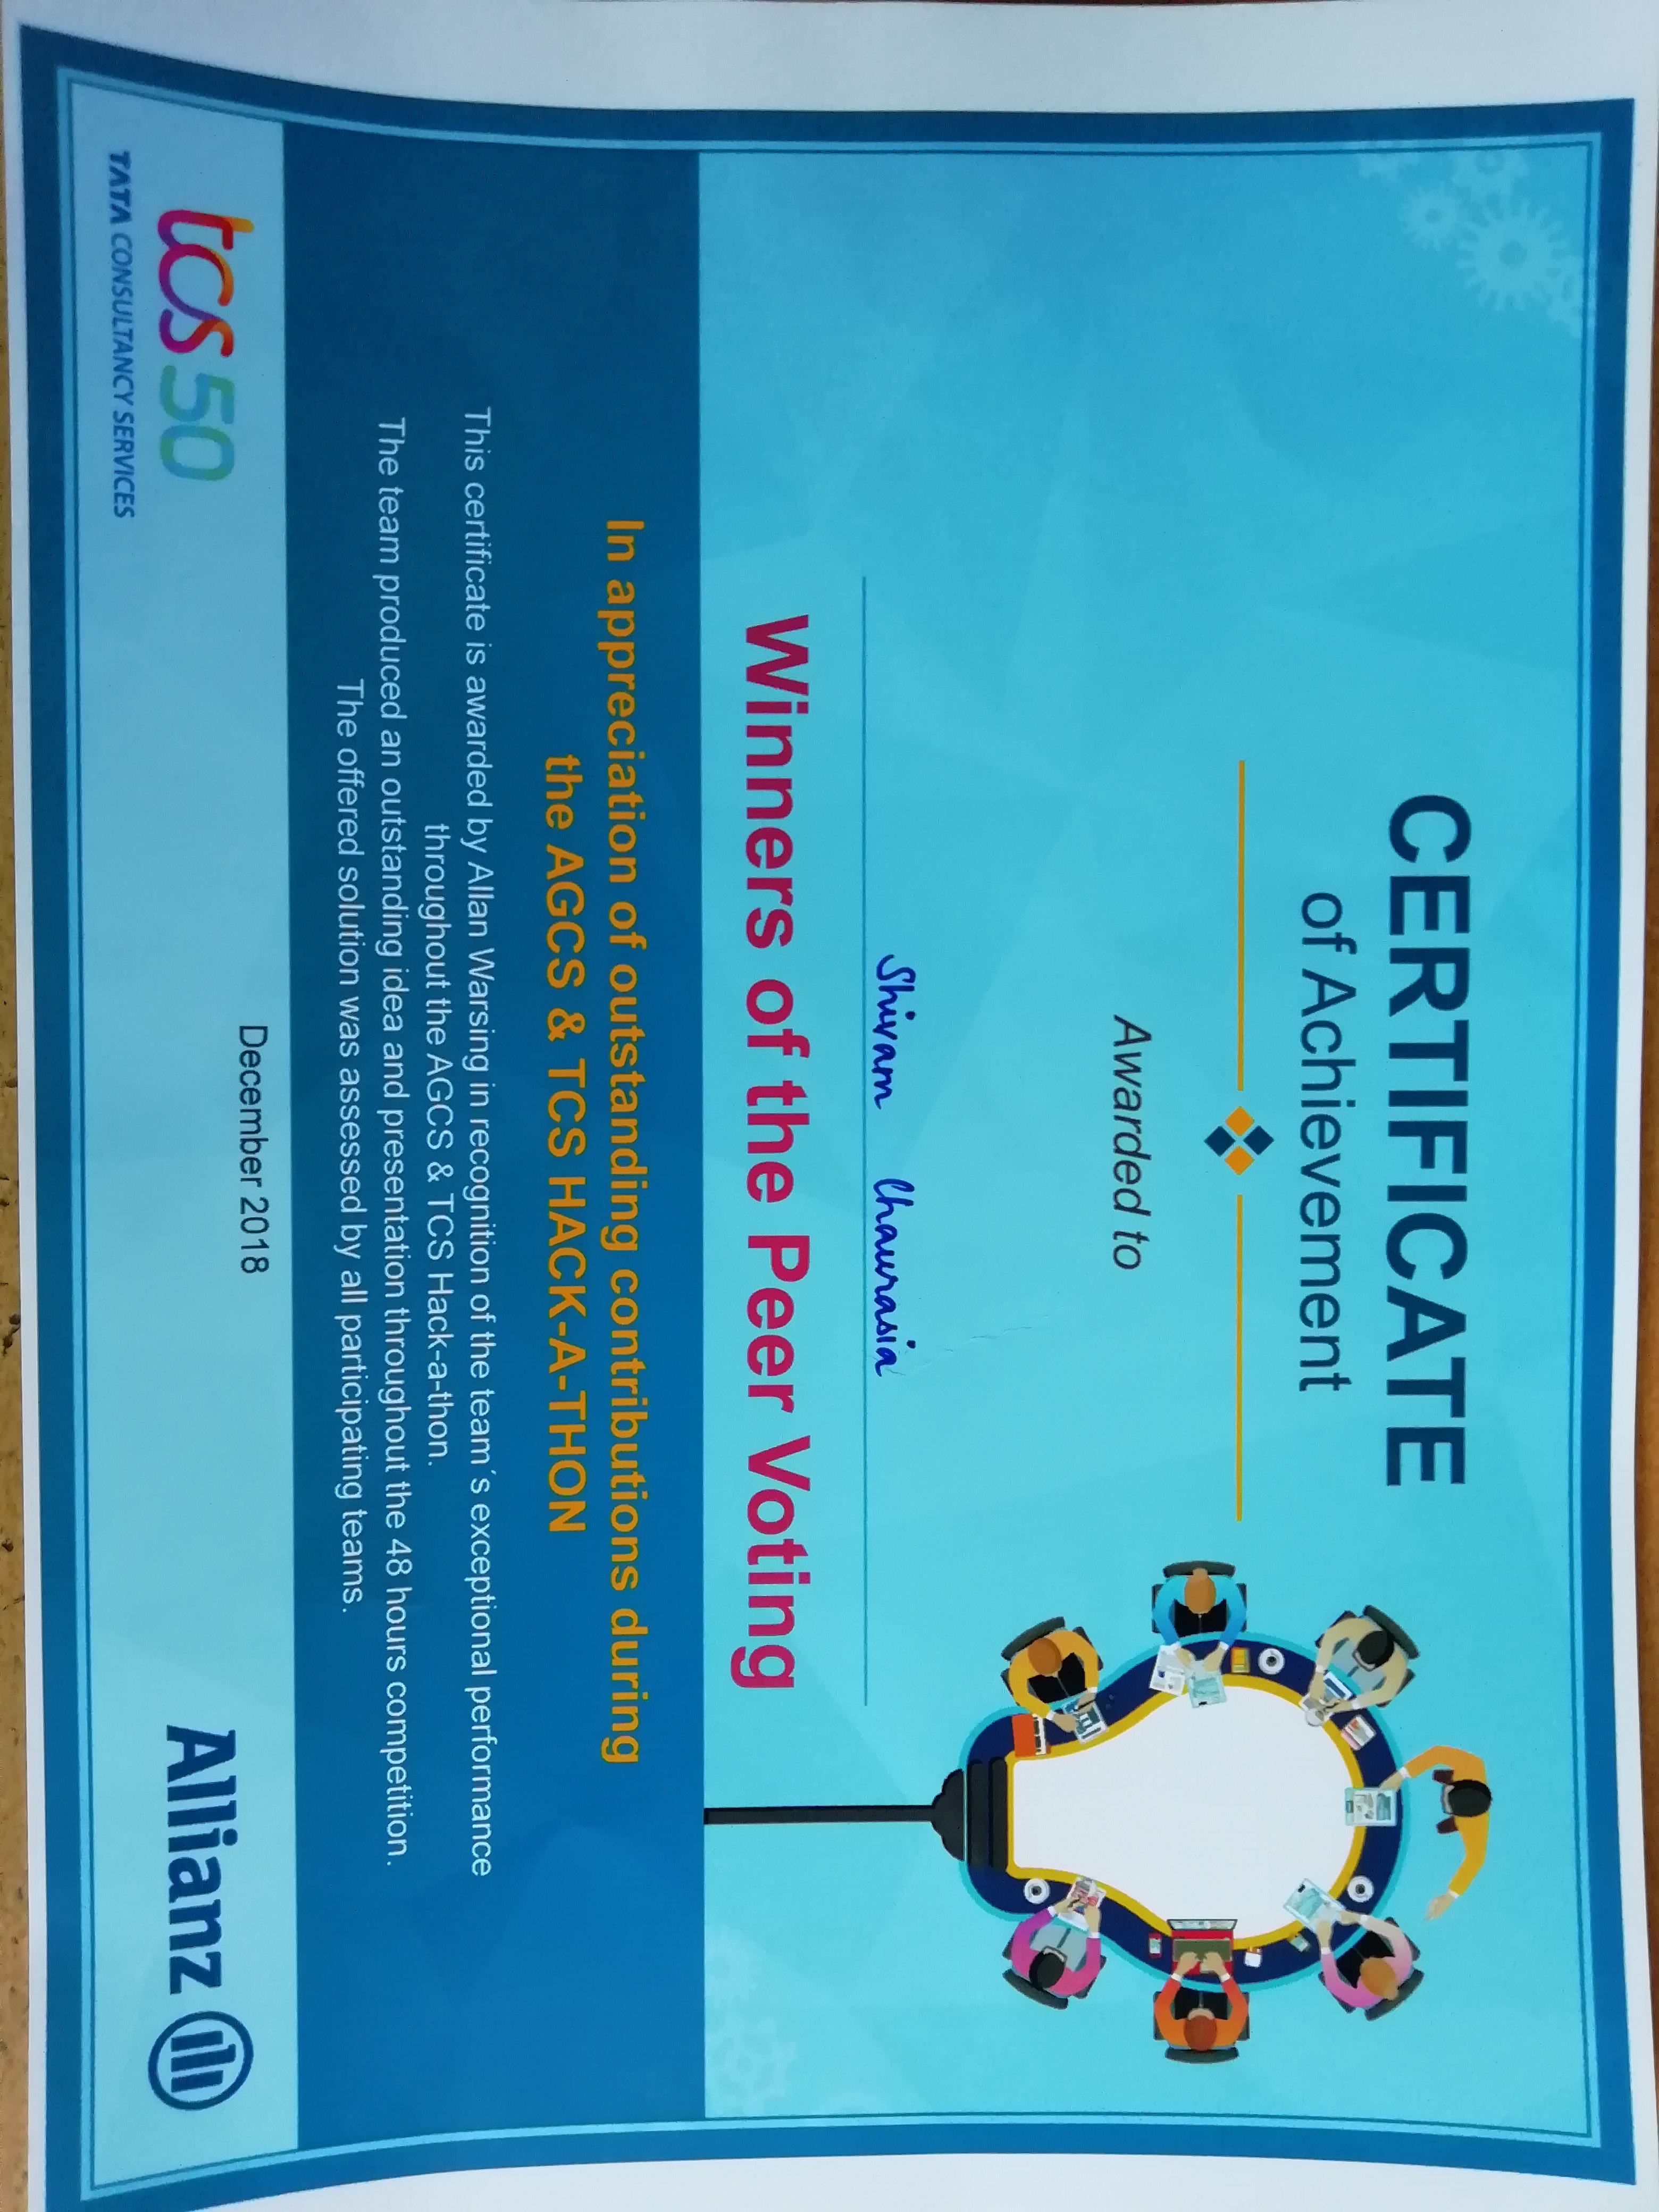 CERTIFICATE
of Achievement
Awarded to
Shivam Chaurasia
Winners of the Peer Voting
In appreciation of outstanding contributions during
the AGCS & TCS HACK-A-THON
This certificate is awarded by Allan Warsing in recognition of the team´s exceptional performance
throughout the AGCS & TCS Hack-a-thon.
The team produced an outstanding idea and presentation throughout the 48 hours competition.
The offered solution was assessed by all participating teams.
December 2018
tcs50
TATA CONSULTANCY SERVICES
Allianz